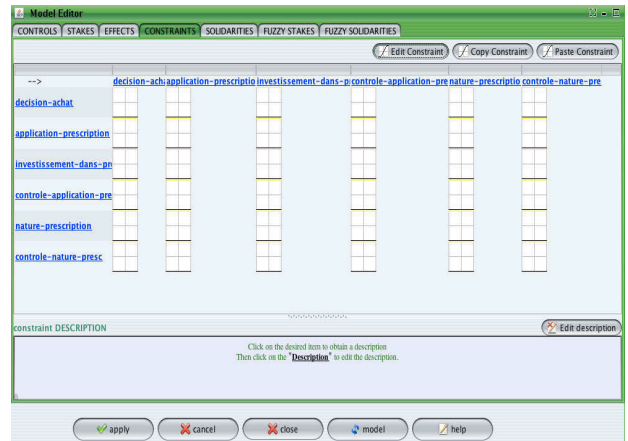 Model Editor
CONTROLS STAKES EFFECTS CONSTRAINTS SOLIDARITIES FUZZY STAKES FUZZY SOLIDARITIES
Edit Constraint Copy Constraint Paste Constraint
--> decision-ach application-prescriptio investissement-dans-p controle-application-pre nature-prescriptio controle-nature-pre
decision-achat
application-prescription
investissement-dans-pr
controle-application-pre
nature-prescription
controle-nature-presc
constraint DESCRIPTION Edit description
Click on the desired item to obtain a description
Then click on the "Description" to edit the description.
apply cancel close model help